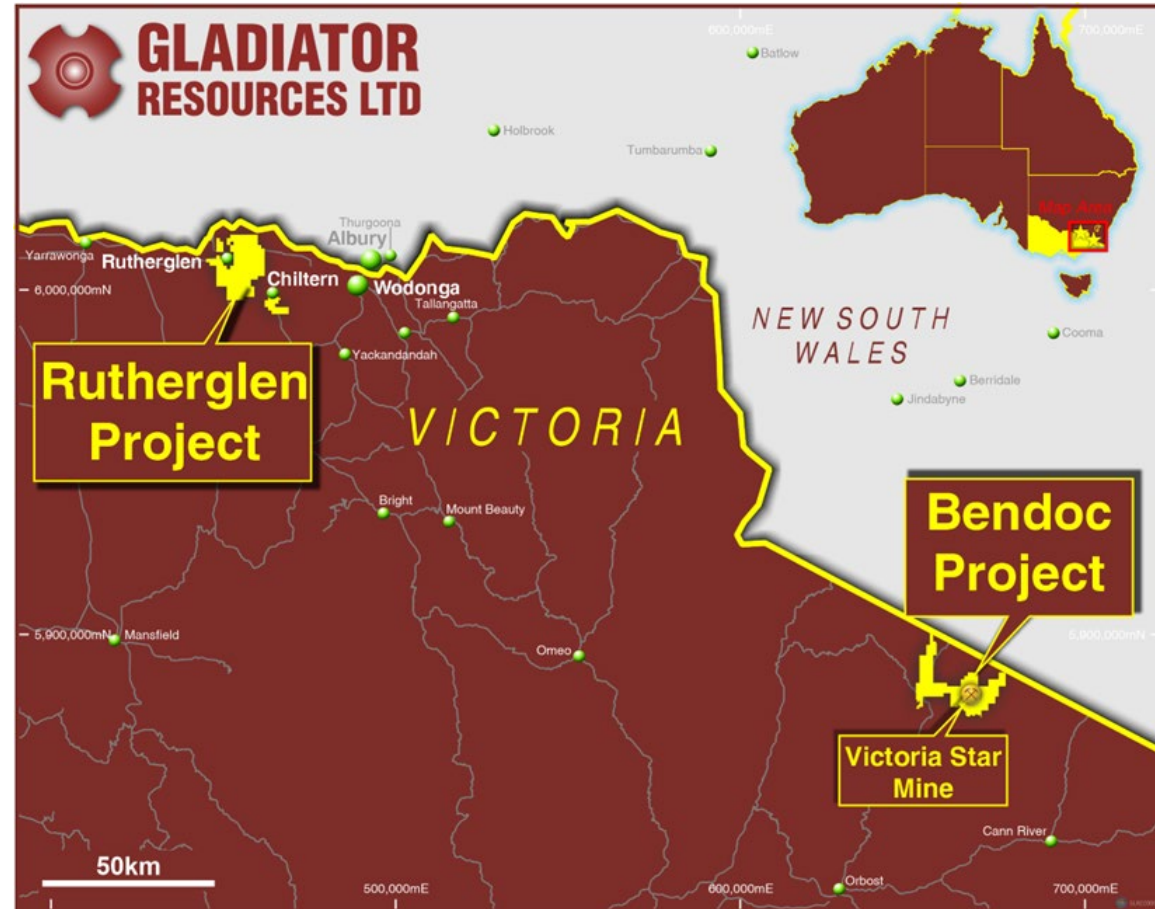 GLADIATOR
RESOURCES LTD
600,000mE
700,000mE
Batlow
Holbrook
Tumbarumba
Map Area
Thurgoona
Albury
Yarrawonga
Rutherglen
Chiltern
Wodonga
6,000,000mN
Tallangatta
Yackandandah
NEW SOUTH
WALES
Cooma
Berridale
Jindabyne
Rutherglen
Project
VICTORIA
Bright
Mount Beauty
Bendoc
Project
5,900,000mN
Mansfield
5,900,000mN
Omeo
Victoria Star
Mine
Cann River
50km
500,000mE
600,000mE
Orbost
700,000mE